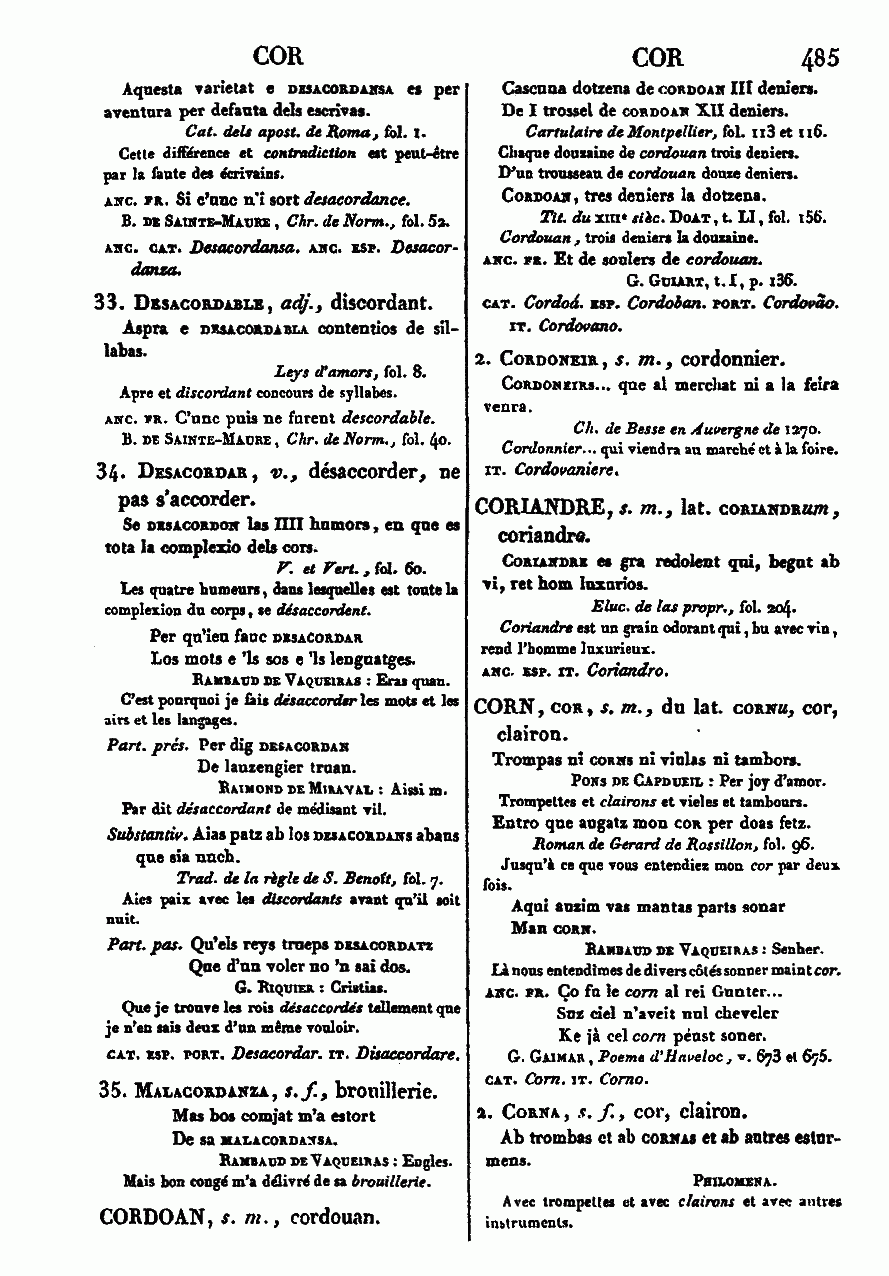 COR
COR 485
Aquesta varietat e DESACORDANSA es per
aventura per defauta dels escrivas.
Cat. dels apost. de Roma, fol. 1.
Cette différence et contradiction est peut-être
par la faute des écrivains.
ANC. FR. Si c'unc n'i sort desacordance.
B. DE SAINTE-MAURE, Chr. de Norm., fol. 52.
ANC. CAT. Desacordansa. ANC. ESP. Desacor-
danza.
33. DESACORDABLE, adj., discordant.
Aspra e DESACORDABLA contentios de sil-
labas.
Leys d'amors, fol. 8.
Apre et discordant concours de syllabes.
ANC. FR. C'unc puis ne furent descordable.
B. DE SAINTE-MAURE, Chr. de Norm., fol. 40.
34. DESACORDAR, v., désaccorder, ne
pas s'accorder.
Se DESACORDON las IIII humors, en que es
tota la complexio dels cors.
V. et Vert., fol. 60.
Les quatre humeurs, dans lesquelles est toute la
complexion du corps, se désaccordent.
Per qu'ieu fauc DESACORDAR
Los mots e 'ls sos e 'ls lenguatges.
RAMBAUD DE VAQUEIRAS : Eras quan.
C'est pourquoi je fais désaccorder les mots et les
airs et les langages.
Part. prés. Per dig DESACORDAN
De lauzengier truan.
RAIMOND DE MIRAVAL : Aissi m.
Par dit désaccordant de médisant vil.
Substantiv. Aias patz ab los DESACORDANS abans
que sia nuch.
Trad. de la règle de S. Benoît, fol. 7.
Aies paix avec les discordants avant qu'il soit
nuit.
Part. pas. Qu'els reys trueps DESACORDATZ
Que d'un voler no 'n sai dos.
G. RIQUIER : Cristias.
Que je trouve les rois désaccordés tellement que
je n'en sais deux d'un même vouloir.
CAT. ESP. PORT. Desacordar. IT. Disaccordare.
35. MALACORDANZA, s. f., brouillerie.
Mas bos comjat m'a estort
De sa MALACORDANSA.
RAMBAUD DE VAQUEIRAS : Engles.
Mais bon congé m'a délivré de sa brouillerie.
CORDOAN, s. m., cordouan.
Cascuna dotzena de CORDOAN III deniers.
De I trossel de CORDOAN XII deniers.
Cartulaire de Montpellier, fol. 113 et 116.
Chaque douzaine de cordouan trois deniers.
D'un trousseau de cordouan douze deniers.
CORDOAN, tres deniers la dotzena.
Tit. du XIIIe sièc. DOAT, t. LI, fol. 156.
Cordouan, trois deniers la douzaine.
ANC. FR. Et de soulers de cordouan.
G. GUIART, t. I, p. 136.
CAT. Cordoá. ESP. Cordoban. PORT. Cordovão.
IT. Cordovano.
2. CORDONEIR, s. m., cordonnier.
CORDONEIRS... que al merchat ni a la feira
venra.
Ch. de Besse en Auvergne de 1270.
Cordonnier... qui viendra au marché et à la foire.
IT. Cordovaniere.
CORIANDRE, s. m., lat. CORIANDRum,
coriandre.
CORIANDRE es gra redolent qui, begut ab
vi, ret hom luxurios.
Eluc. de las propr., fol. 204.
Coriandre est un grain odorant qui, bu avec vin,
rend l'homme luxurieux.
ANC. ESP. IT. Coriandro.
CORN, COR, s. m., du lat. CORNu, cor,
clairon.
Trompas ni CORNS ni violas ni tambors.
PONS DE CAPDUEIL : Per joy d'amor.
Trompettes et clairons et vieles et tambours.
Entro que augatz mon COR per doas fetz.
Roman de Gerard de Rossillon, fol. 96.
Jusqu'à ce que vous entendiez mon cor par deux
fois.
Aqui auzim vas mantas parts sonar
Man CORN.
RAMBAUD DE VAQUEIRAS : Senher.
Là nous entendimes de divers côtés sonner maint cor.
ANC. FR. Ço fu le corn al rei Gunter...
Suz ciel n'aveit nul cheveler
Ke jà cel corn péust soner.
G. GAIMAR, Poeme d'Haveloc, v. 673 et 675.
CAT. Corn. IT. Corno.
2. CORNA, s. f., cor, clairon.
Ab trombas et ab CORNAS et ab autres estur-
mens.
PHILOMENA.
Avec trompettes et avec clairons et avec autres
instruments.